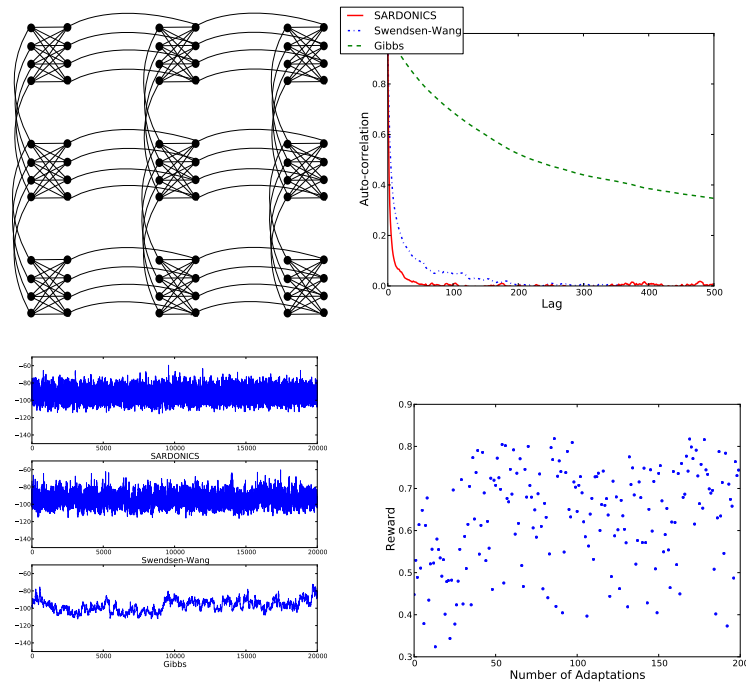 SARDONICS
Swendsen-Wang
Gibbs
0.8
0.6
0.4
0.2
0.0
Auto-correlation
0 100 200 300 400 500
Lag
−60
−80
−100
−120
−140
0 5000 10000 15000 20000
SARDONICS
−60
−80
−100
−120
−140
0 5000 10000 15000 20000
Swendsen-Wang
−60
−80
−100
−120
−140
0 5000 10000 15000 20000
Gibbs
0.9
0.8
0.7
0.6
0.5
0.4
0.3
Reward
0 50 100 150 200
Number of Adaptations